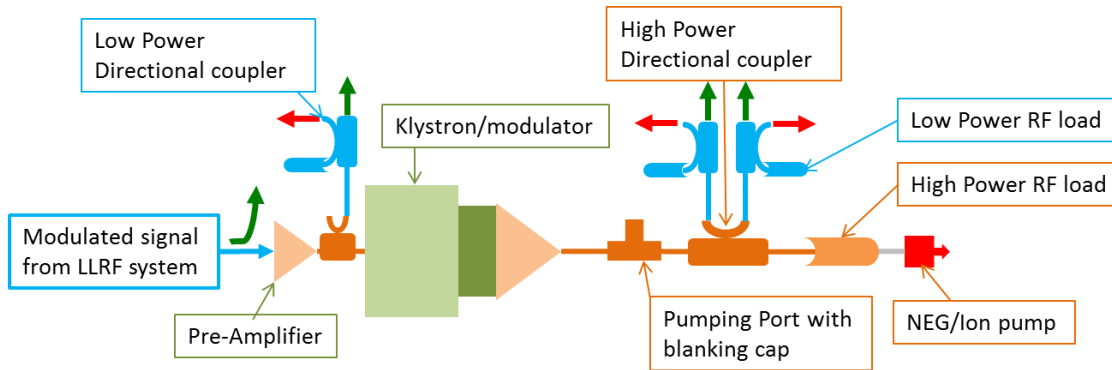 Low Power
Directional coupler
High Power
Directional coupler
Klystron/modulator
Low Power RF load
High Power RF load
Modulated signal
from LLRF system
Pre-Amplifier
Pumping Port with
blanking cap
NEG/Ion pump